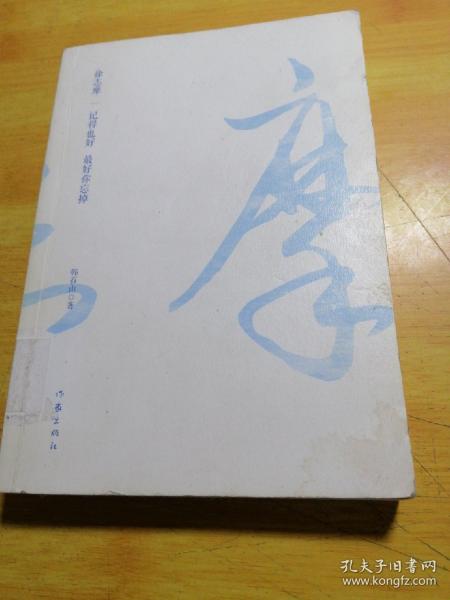 徐志摩 — 记得也好 最好你忘掉
韩石山◎著
作家出版社
摩
孔夫子旧书网
www.kongfz.com